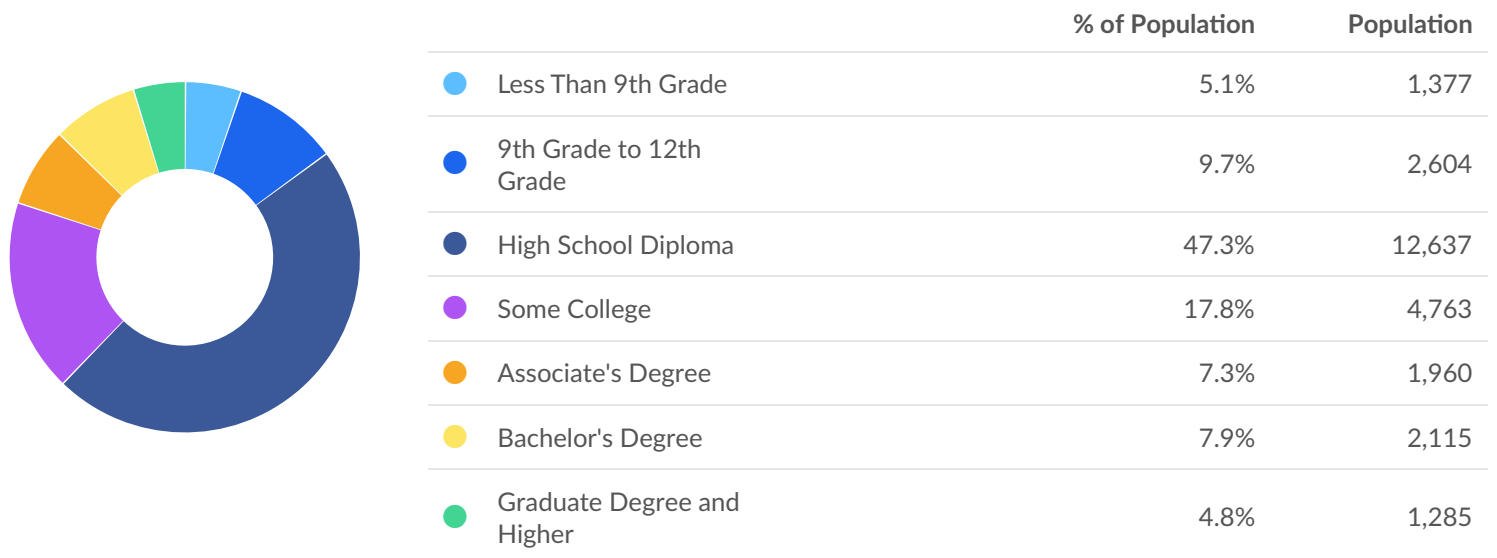 % of Population Population
Less Than 9th Grade 5.1% 1,377
9th Grade to 12th
Grade 9.7% 2,604
High School Diploma 47.3% 12,637
Some College 17.8% 4,763
Associate's Degree 7.3% 1,960
Bachelor's Degree 7.9% 2,115
Graduate Degree and
Higher 4.8% 1,285